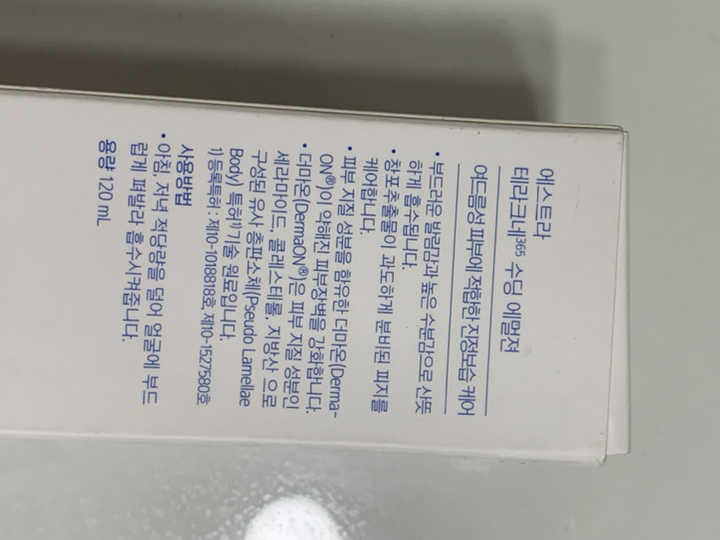 에스트라
테라크네365 수딩 에멀젼
여드름성 피부에 적합한 진정보습 케어
• 부드러운 발림감과 높은 수분감으로 산뜻
하게 흡수됩니다.
• 창포추출물이 과도하게 분비된 피지를
케어합니다.
• 피부 지질 성분을 함유한 더마온(Derma-
ON®)이 약해진 피부장벽을 강화합니다.
• 더마온(DermaON®)은 피부 지질 성분인
세라마이드, 콜레스테롤, 지방산 으로
구성된 유사 층판소체(Pseudo Lamellae
Body) 특허1)기술 원료입니다.
1) 등록특허 : 제10-1018818호, 제10-1527580호
사용방법
• 아침, 저녁 적당량을 덜어 얼굴에 부드
럽게 펴발라 흡수시켜줍니다.
용량 120 mL